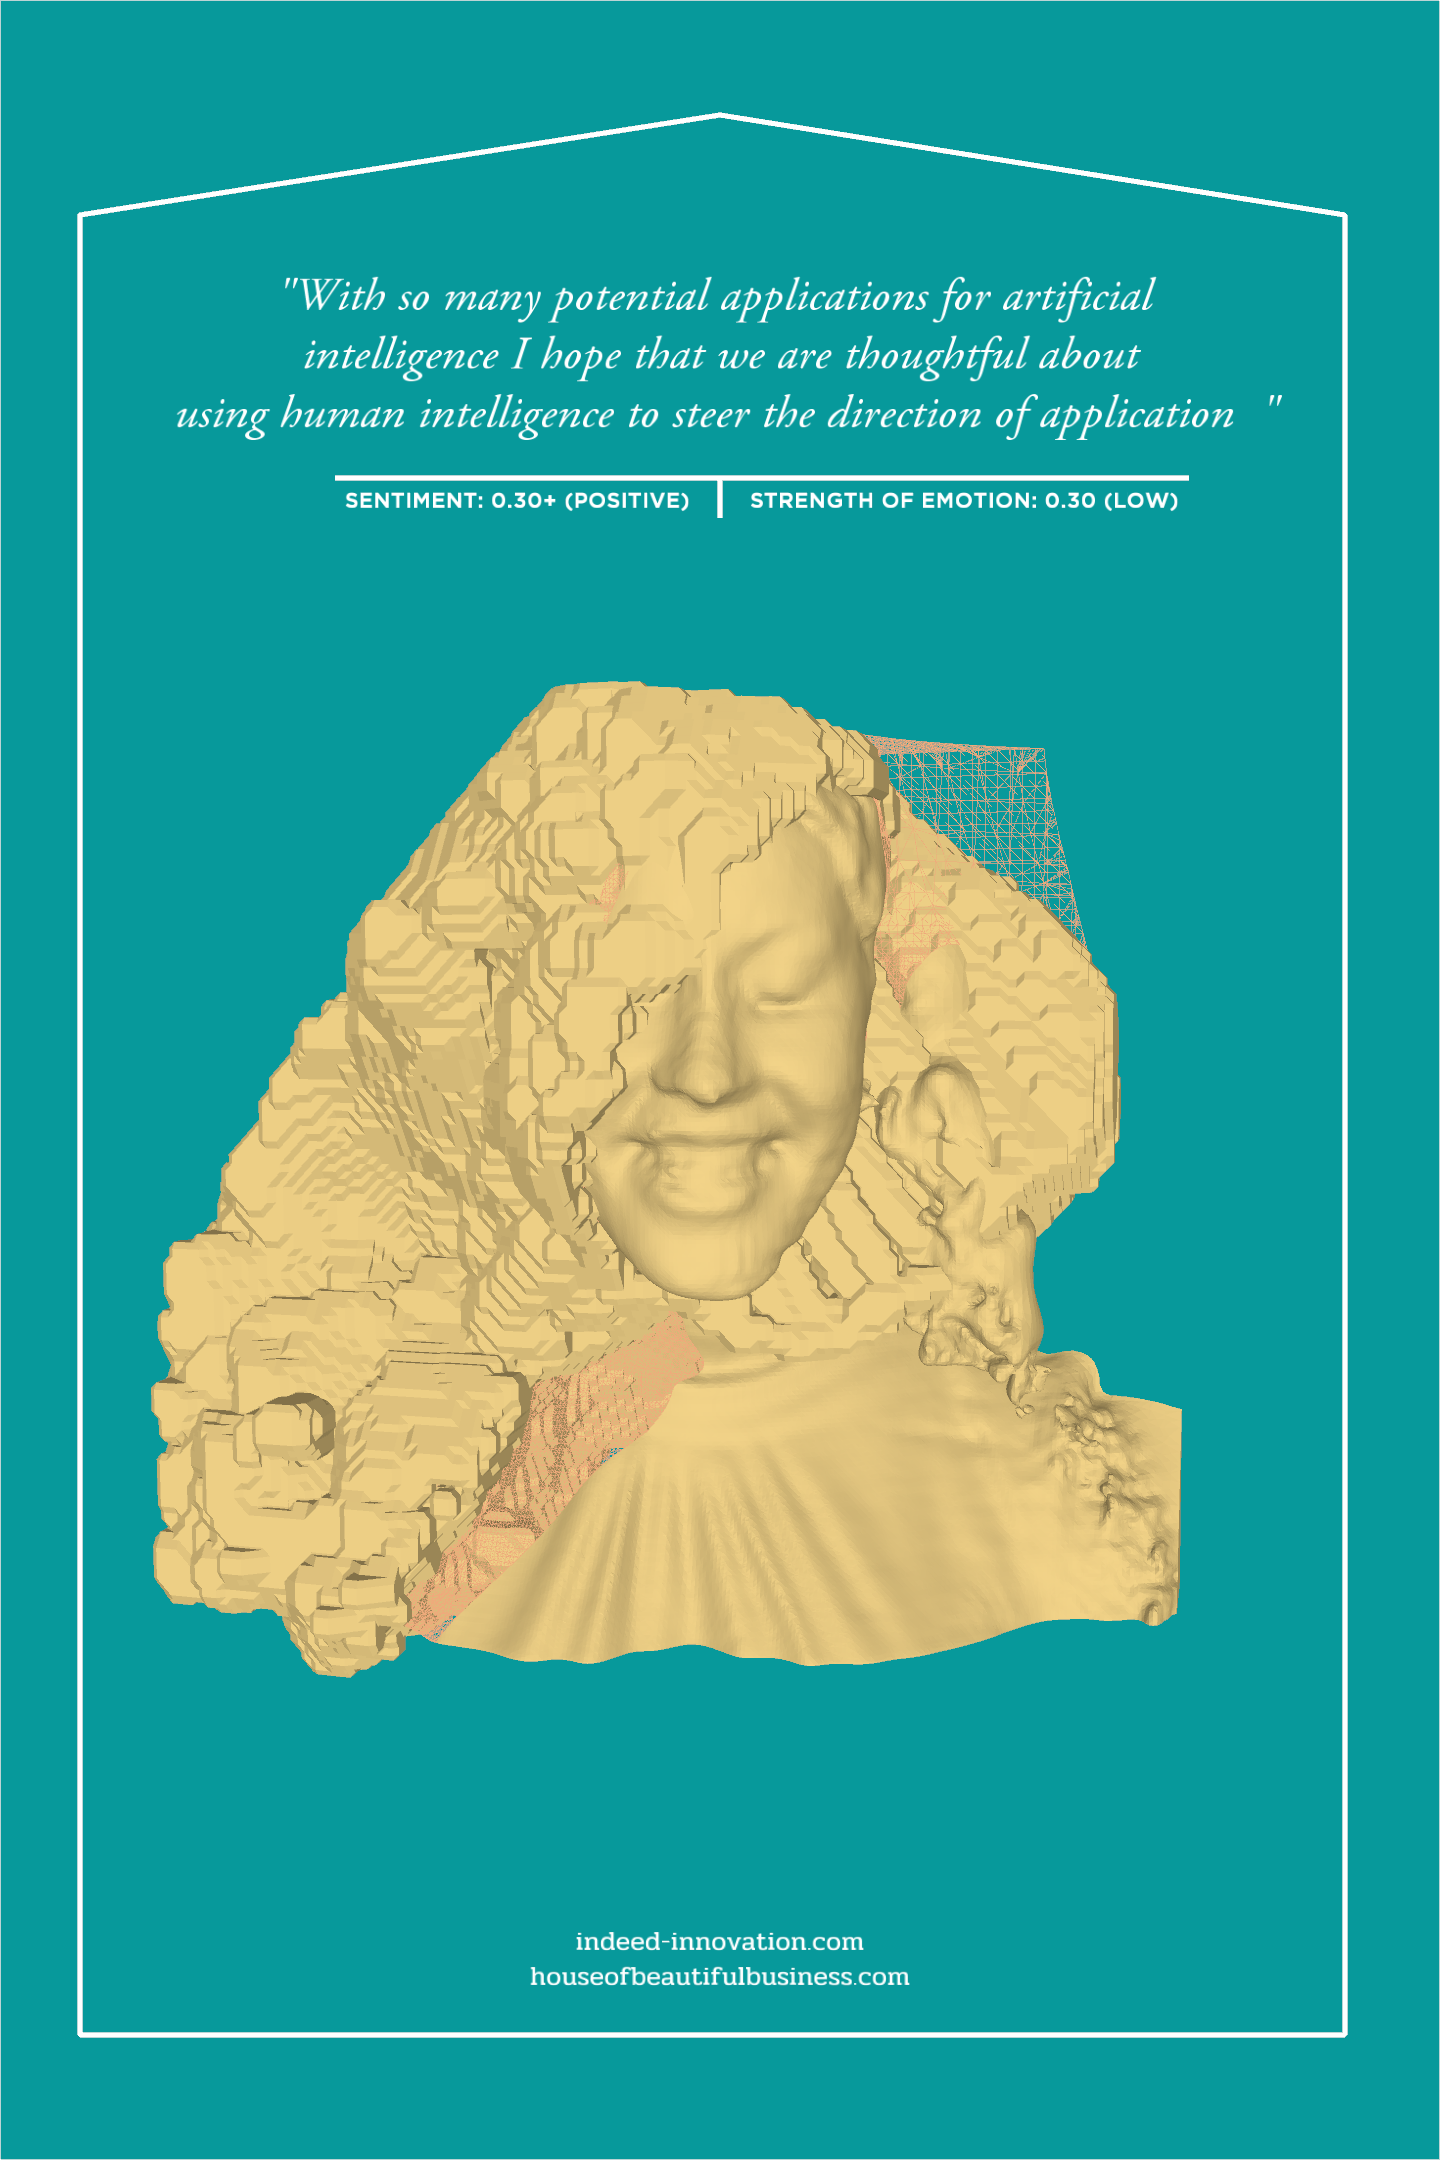 "With so many potential applications for artificial
intelligence I hope that we are thoughtful about
using human intelligence to steer the direction of application "
SENTIMENT: 0.30+ (POSITIVE) STRENGTH OF EMOTION: 0.30 (LOW)
indeed-innovation.com
houseofbeautifulbusiness.com